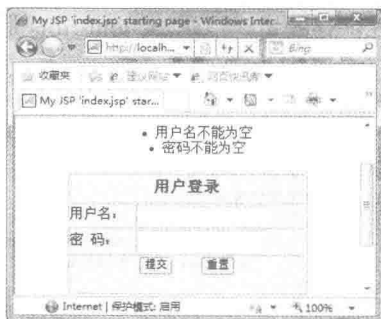 My JSP 'index.jsp' starting page - Windows Inter...
http://localh...
Bing
收藏夹
My JSP 'index.jsp' star...
• 用户名不能为空
• 密码不能为空
用户登录
用户名：
密 码：
提交 重置
Internet | 保护模式: 启用 100%